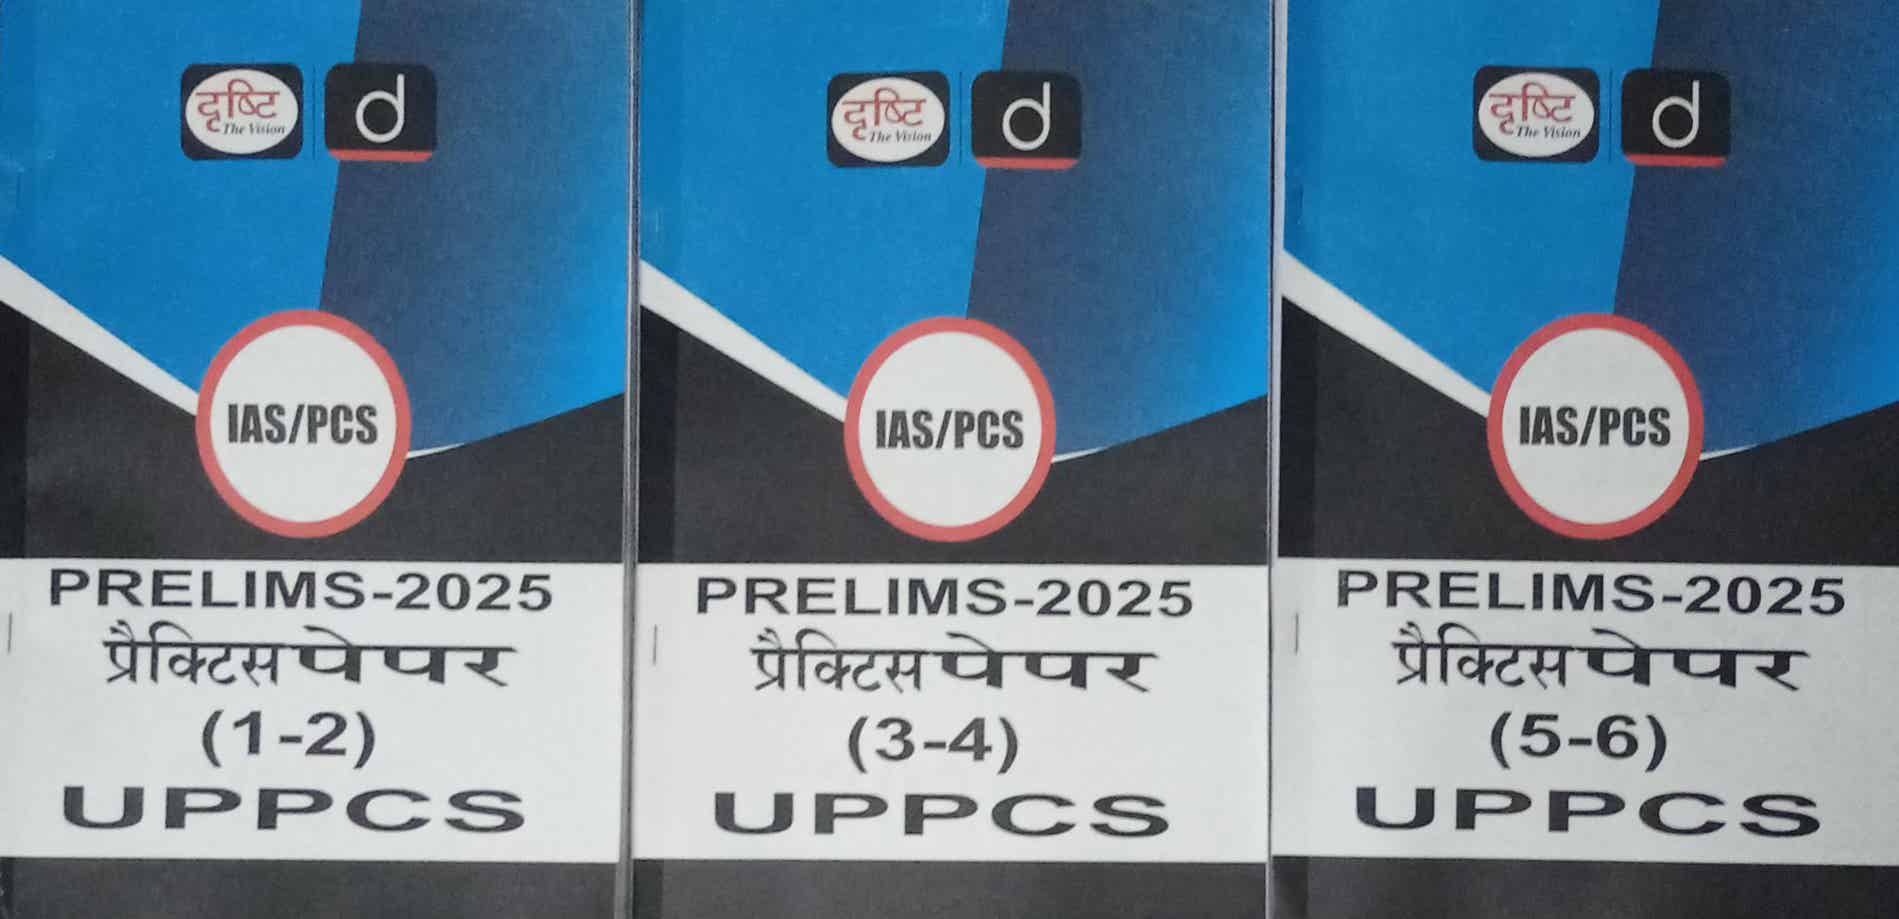 दृष्टि
The Vision
d
IAS/PCS
PRELIMS-2025
प्रैक्टिस पेपर
(1-2)
UPPCS
दृष्टि
The Vision
d
IAS/PCS
PRELIMS-2025
प्रैक्टिस पेपर
(3-4)
UPPCS
दृष्टि
The Vision
d
IAS/PCS
PRELIMS-2025
प्रैक्टिस पेपर
(5-6)
UPPCS